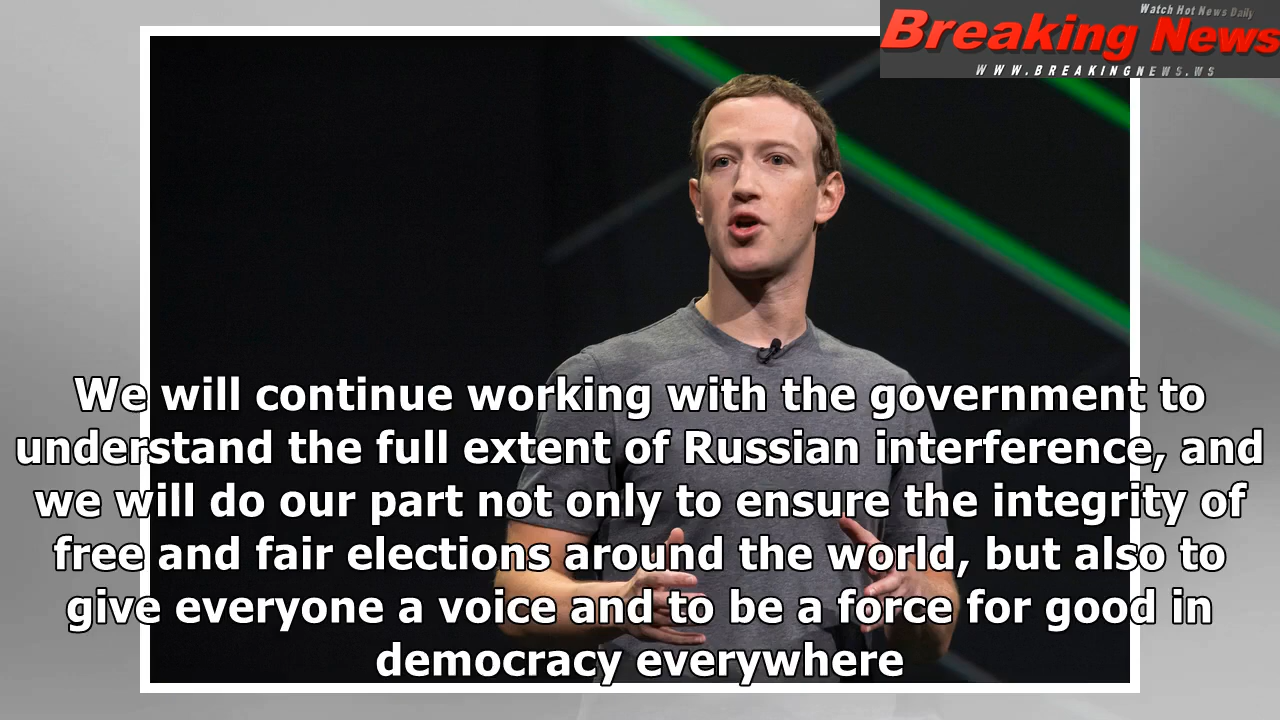 Watch Hot News Daily
Breaking News
WWW.BREAKINGNEWS.WS
We will continue working with the government to
understand the full extent of Russian interference, and
we will do our part not only to ensure the integrity of
free and fair elections around the world, but also to
give everyone a voice and to be a force for good in
democracy everywhere